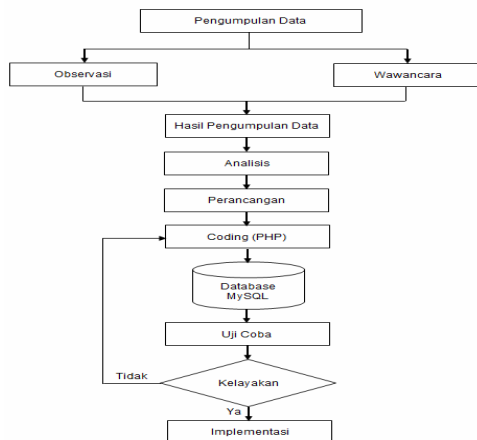 Pengumpulan Data
Observasi
Wawancara
Hasil Pengumpulan Data
Analisis
Perancangan
Coding (PHP)
Database
MySQL
Uji Coba
Tidak
Kelayakan
Ya
Implementasi